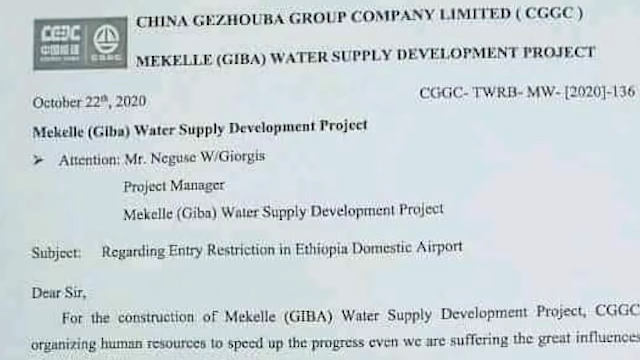 CHINA GEZHOUBA GROUP COMPANY LIMITED ( CGGC )
MEKELLE (GIBA) WATER SUPPLY DEVELOPMENT PROJECT
October 22th, 2020
CGGC- TWRB- MW- [2020]-136
Mekelle (Giba) Water Supply Development Project
➢ Attention: Mr. Neguse W/Giorgis
Project Manager
Mekelle (Giba) Water Supply Development Project
Subject: Regarding Entry Restriction in Ethiopia Domestic Airport
Dear Sir,
For the construction of Mekelle (GIBA) Water Supply Development Project, CGGC
organizing human resources to speed up the progress even we are suffering the great influence